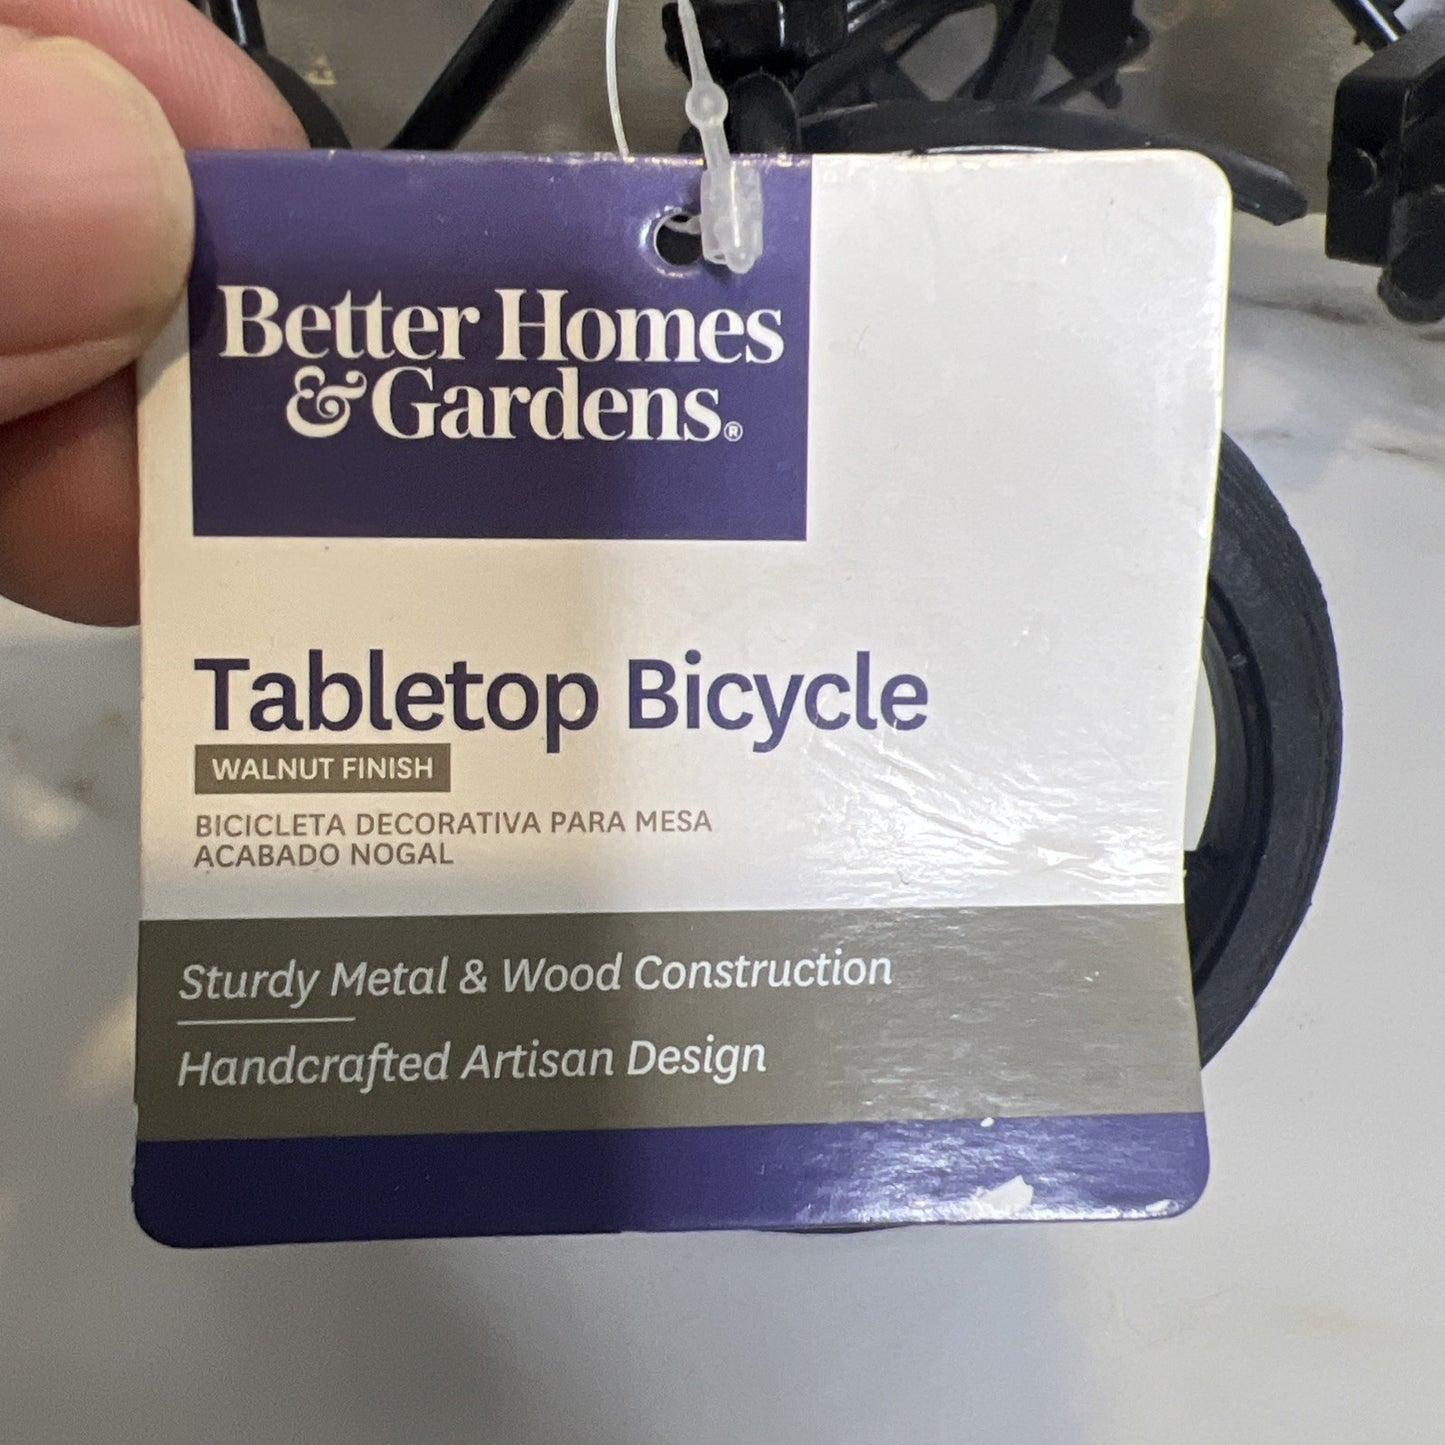 Better Homes
& Gardens®
Tabletop Bicycle
WALNUT FINISH
BICICLETA DECORATIVA PARA MESA
ACABADO NOGAL
Sturdy Metal & Wood Construction
Handcrafted Artisan Design